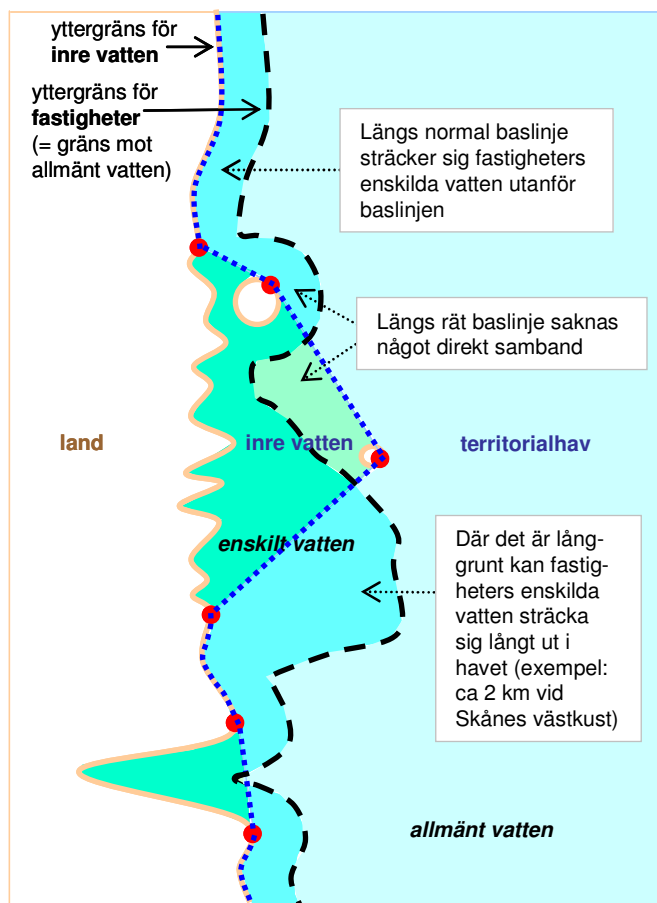 yttergräns för
inre vatten
yttergräns för
fastigheter
(= gräns mot
allmänt vatten)
Längs normal baslinje
sträcker sig fastigheters
enskilda vatten utanför
baslinjen
Längs rät baslinje saknas
något direkt samband
land
inre vatten
territorialhav
enskilt vatten
Där det är lång-
grunt kan fastig-
heters enskilda
vatten sträcka
sig långt ut i
havet (exempel:
ca 2 km vid
Skånes västkust)
allmänt vatten